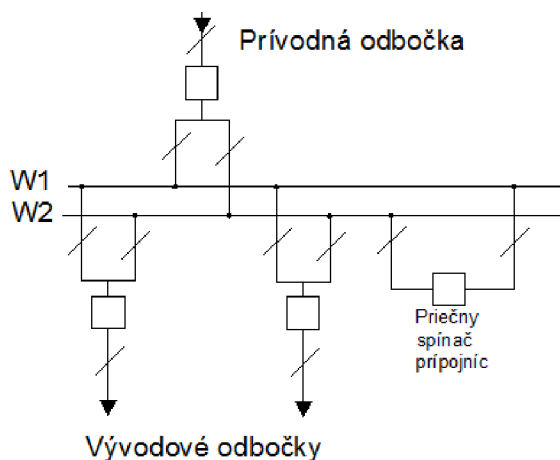 Prívodná odbočka
W1
W2
Priečny
spínač
prípojníc
Vývodové odbočky